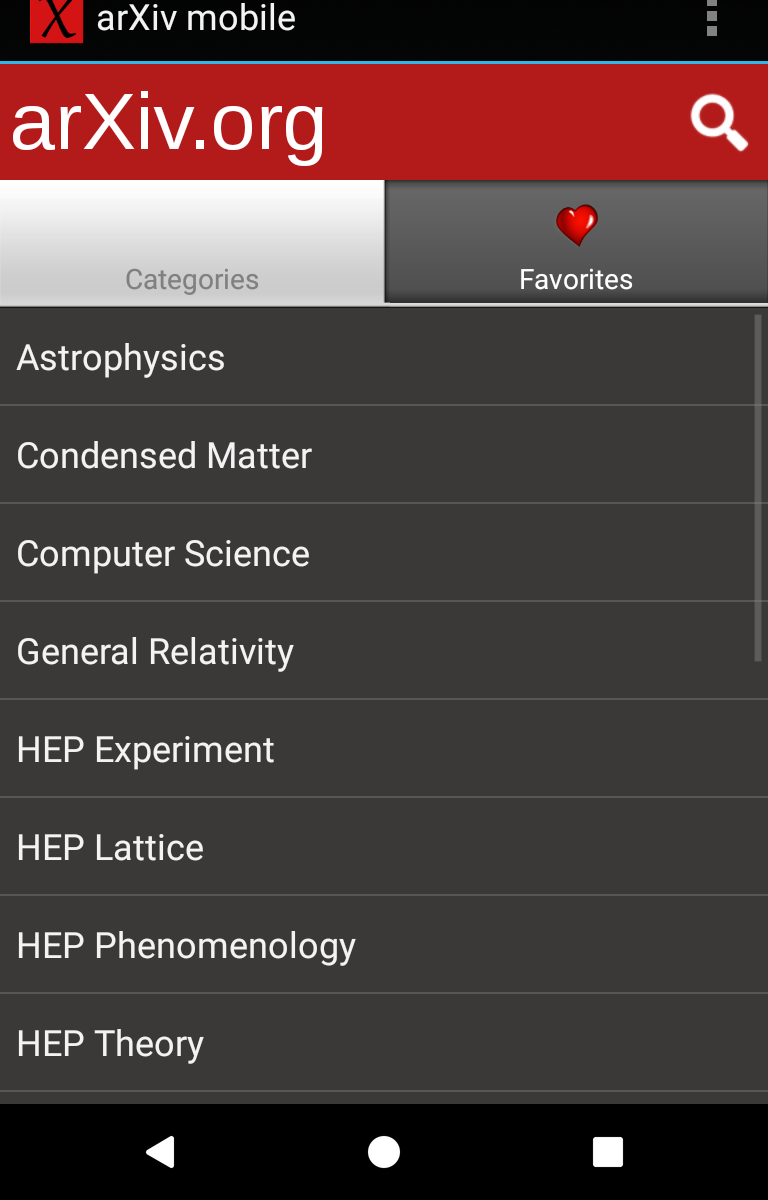 arXiv mobile
arXiv.org
Categories
Favorites
Astrophysics
Condensed Matter
Computer Science
General Relativity
HEP Experiment
HEP Lattice
HEP Phenomenology
HEP Theory